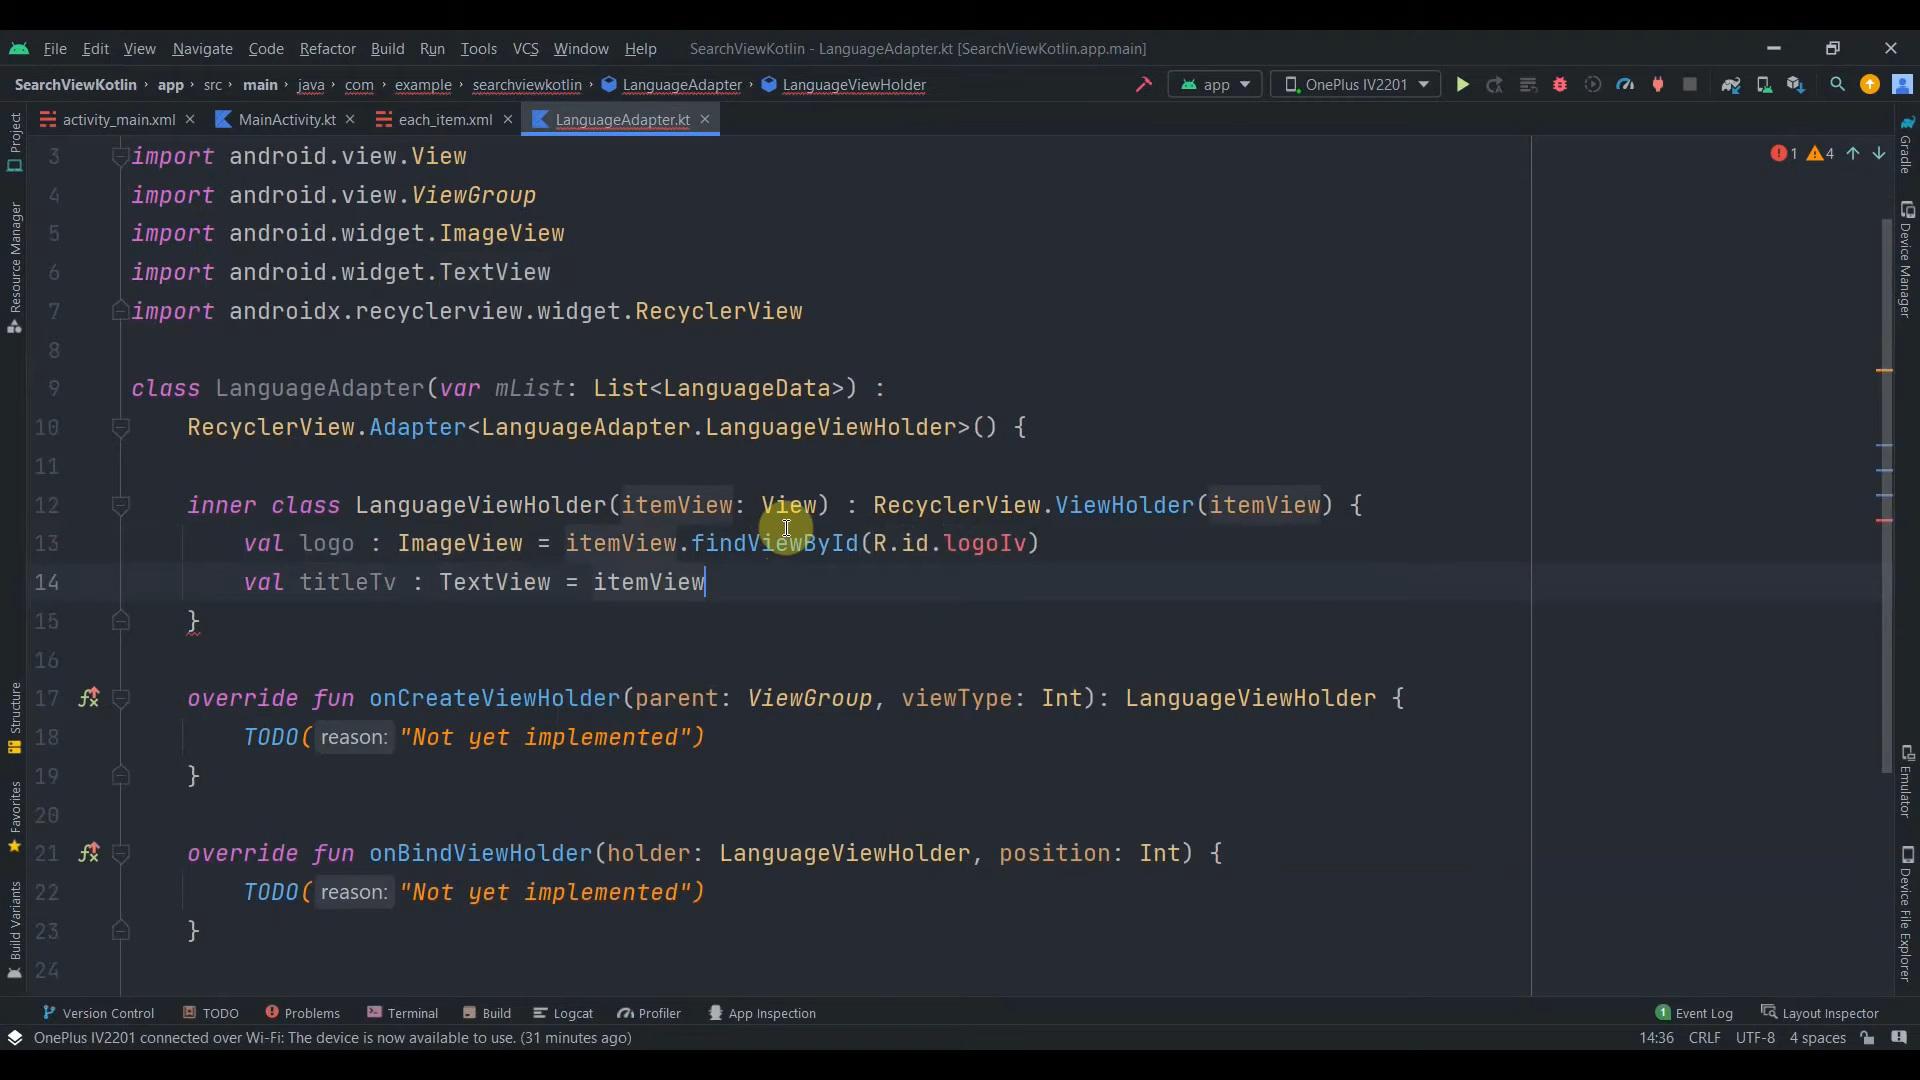 File Edit View Navigate Code Refactor Build Run Tools VCS Window Help SearchViewKotlin - LanguageAdapter.kt [SearchViewKotlin.app.main]
SearchViewKotlin app src main java com example searchviewkotlin LanguageAdapter LanguageViewHolder app OnePlus IV2201
activity_main.xml MainActivity.kt each_item.xml LanguageAdapter.kt
3 import android.view.View
1 4
4 import android.view.ViewGroup
5 import android.widget.ImageView
6 import android.widget.TextView
7 import androidx.recyclerview.widget.RecyclerView
8
9 class LanguageAdapter(var mList: List<LanguageData>) :
10 RecyclerView.Adapter<LanguageAdapter.LanguageViewHolder>() {
11
12 inner class LanguageViewHolder(itemView: View) : RecyclerView.ViewHolder(itemView) {
13 val logo : ImageView = itemView.findViewById(R.id.logoIv)
14 val titleTv : TextView = itemView
15 }
16
17 override fun onCreateViewHolder(parent: ViewGroup, viewType: Int): LanguageViewHolder {
18 TODO( reason: "Not yet implemented")
19 }
20
21 override fun onBindViewHolder(holder: LanguageViewHolder, position: Int) {
22 TODO( reason: "Not yet implemented")
23 }
24
Project
Resource Manager
Structure
Favorites
Build Variants
Gradle
Device Manager
Emulator
Device File Explorer
Version Control TODO Problems Terminal Build Logcat Profiler App Inspection 1 Event Log Layout Inspector
OnePlus IV2201 connected over Wi-Fi: The device is now available to use. (31 minutes ago) 14:36 CRLF UTF-8 4 spaces